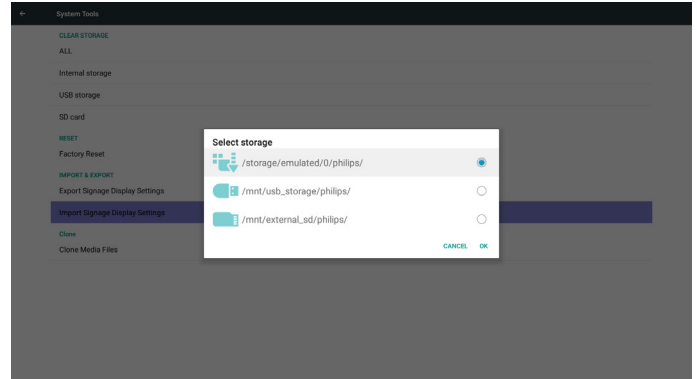 System Tools
CLEAR STORAGE
ALL
Internal storage
USB storage
SD card
RESET
Factory Reset
IMPORT & EXPORT
Export Signage Display Settings
Import Signage Display Settings
Clone
Clone Media Files
Select storage
/storage/emulated/0/philips/
/mnt/usb_storage/philips/
/mnt/external_sd/philips/
CANCEL OK